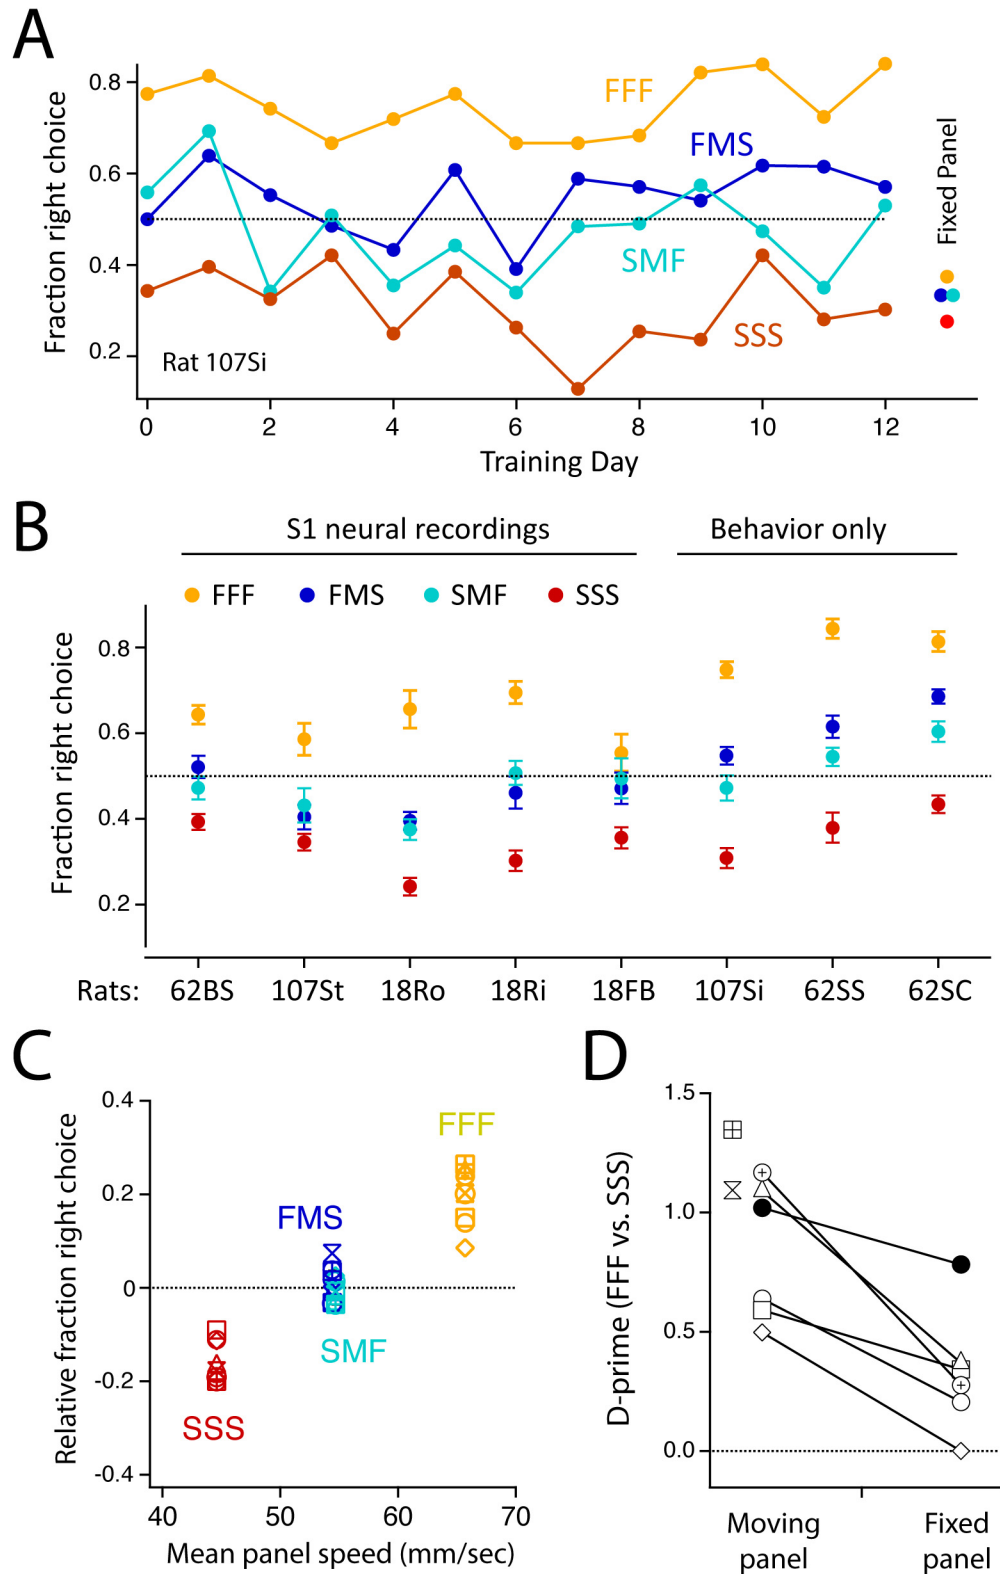 A
Fraction right choice
0.8
0.6
0.4
0.2
FFF
FMS
SMF
SSS
Fixed Panel
Rat 107Si
0 2 4 6 8 10 12
Training Day
B
S1 neural recordings
Behavior only
FFF FMS SMF SSS
Fraction right choice
0.8
0.6
0.4
0.2
Rats: 62BS 107St 18Ro 18Ri 18FB 107Si 62SS 62SC
C
Relative fraction right choice
0.4
0.2
0
-0.2
-0.4
FFF
FMS
SMF
SSS
40 50 60 70
Mean panel speed (mm/sec)
D
D-prime (FFF vs. SSS)
1.5
1.0
0.5
0.0
Moving
panel
Fixed
panel